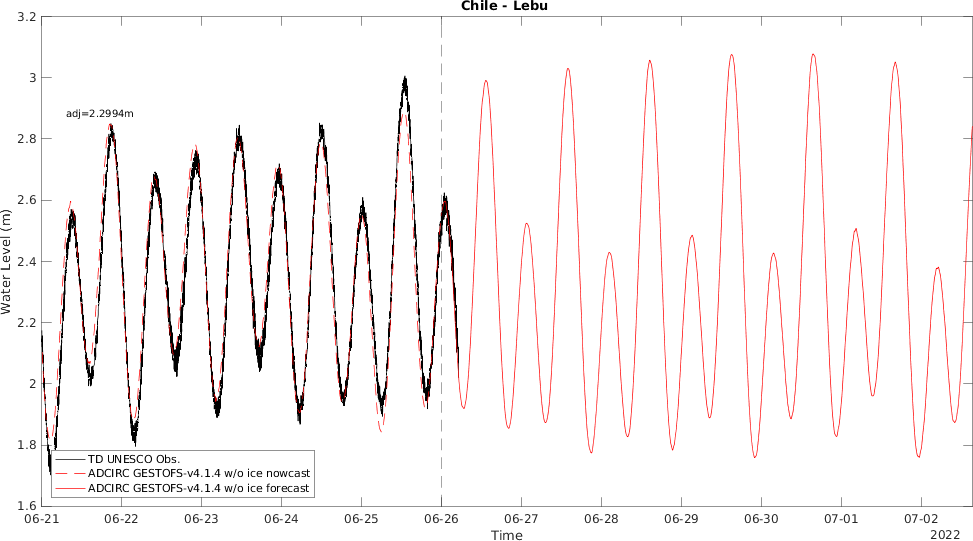 Chile - Lebu
3.2
3
2.8
2.6
2.4
2.2
2
1.8
1.6
Water Level (m)
adj=2.2994m
TD UNESCO Obs.
ADCIRC GESTOFS-v4.1.4 w/o ice nowcast
ADCIRC GESTOFS-v4.1.4 w/o ice forecast
06-21 06-22 06-23 06-24 06-25 06-26 06-27 06-28 06-29 06-30 07-01 07-02
Time
2022